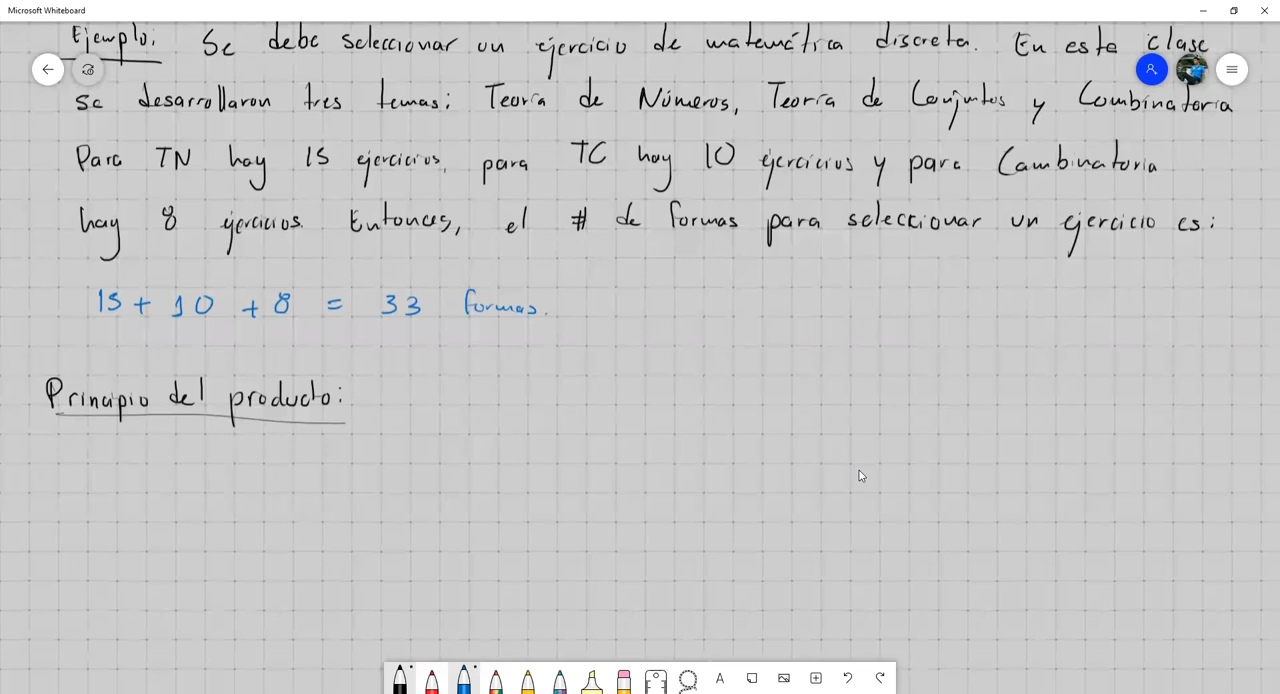 Microsoft Whiteboard
Ejemplo: Se debe seleccionar un ejercicio de matemática discreta. En esta clase
se desarrollaron tres temas: Teoría de Números, Teoría de Conjuntos y Combinatoria
Para TN hay 15 ejercicios, para TC hay 10 ejercicios y para Combinatoria
hay 8 ejercicios. Entonces, el # de formas para seleccionar un ejercicio es:
15 + 10 + 8 = 33 formas.
Principio del producto: